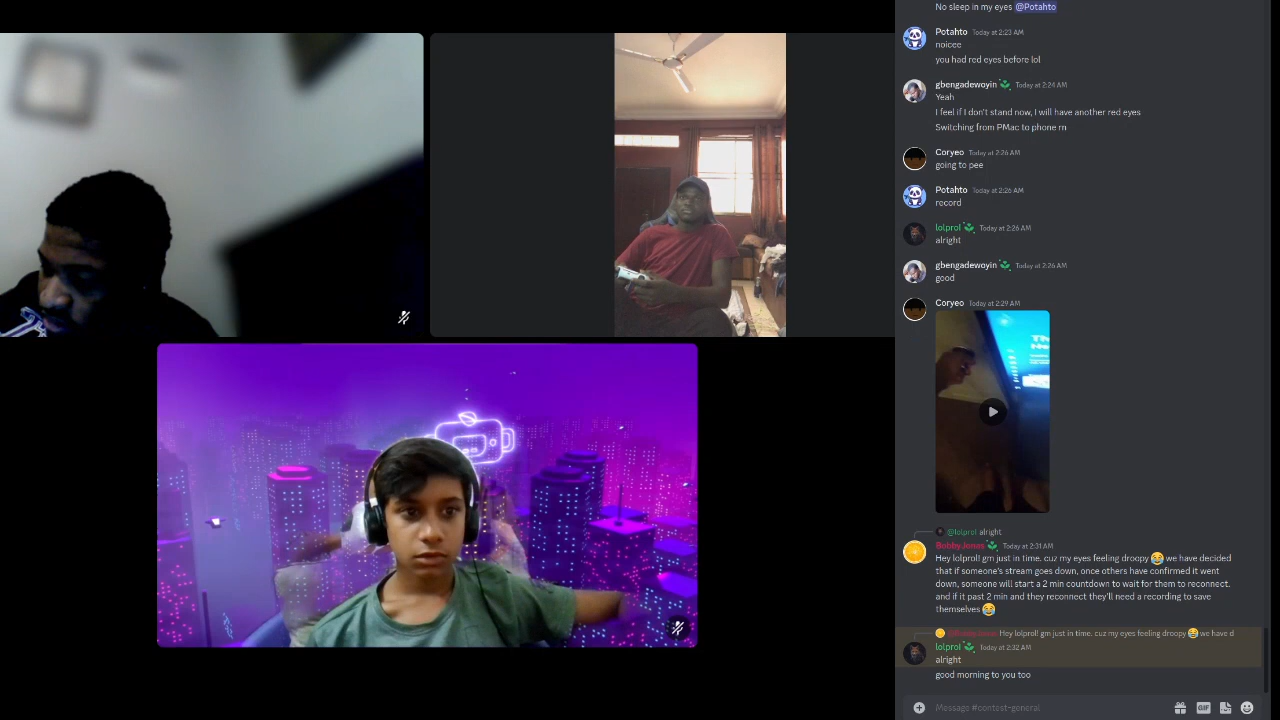 No sleep in my eyes @Potahto
Potahto Today at 2:23 AM
noicee
you had red eyes before lol
gbengadewoyin Today at 2:24 AM
Yeah
I feel if I don't stand now, I will have another red eyes
Switching from PMac to phone rn
Coryeo Today at 2:26 AM
going to pee
Potahto Today at 2:26 AM
record
lolprol Today at 2:26 AM
alright
gbengadewoyin Today at 2:26 AM
good
Coryeo Today at 2:29 AM
@lolprol alright
Bobby Jones Today at 2:31 AM
Hey lolprol! gm just in time. cuz my eyes feeling droopy 😂 we have decided
that if someone's stream goes down, once others have confirmed it went
down, someone will start a 2 min countdown to wait for them to reconnect.
and if it past 2 min and they reconnect they'll need a recording to save
themselves 😂
Hey lolprol! gm just in time. cuz my eyes feeling droopy 😂 we have d
lolprol Today at 2:32 AM
alright
good morning to you too
Message #contest-general
GIF